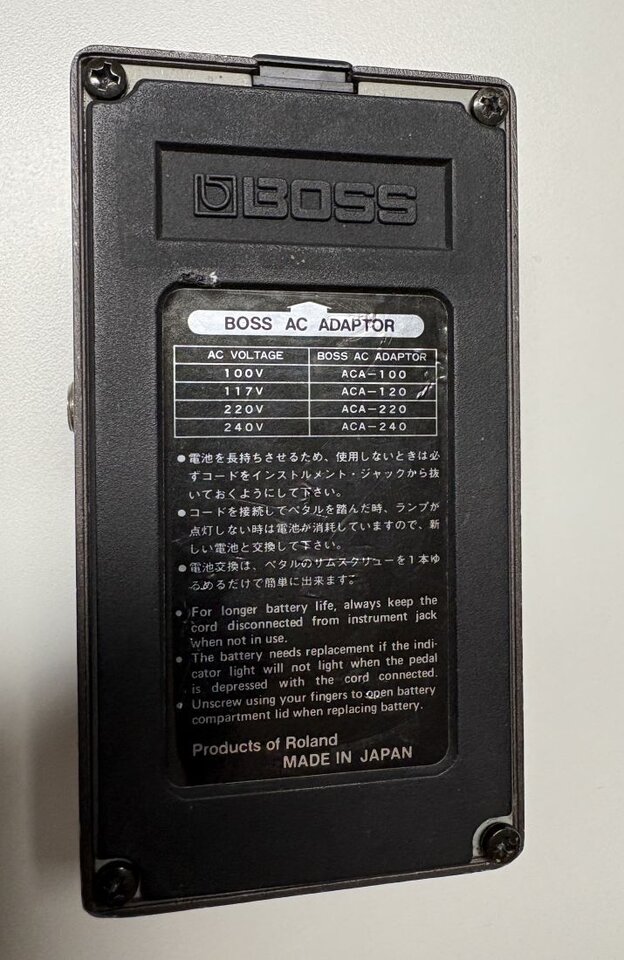 BOSS
BOSS AC ADAPTOR
AC VOLTAGE BOSS AC ADAPTOR
100V ACA-100
117V ACA-120
220V ACA-220
240V ACA-240
●電池を長持ちさせるため、使用しないときは必
ずコードをインストルメント・ジャックから抜
いておくようにして下さい。
●コードを接続してペタルを踏んだ時、ランプが
点灯しない時は電池が消耗していますので、新
しい電池と交換して下さい。
●電池交換は、ペタルのサムスクリューを1本ゆ
るめるだけで簡単に出来ます。
● For longer battery life, always keep the
cord disconnected from instrument jack
when not in use.
● The battery needs replacement if the indi-
cator light will not light when the pedal
is depressed with the cord connected.
● Unscrew using your fingers to open battery
compartment lid when replacing battery.
Products of Roland
MADE IN JAPAN